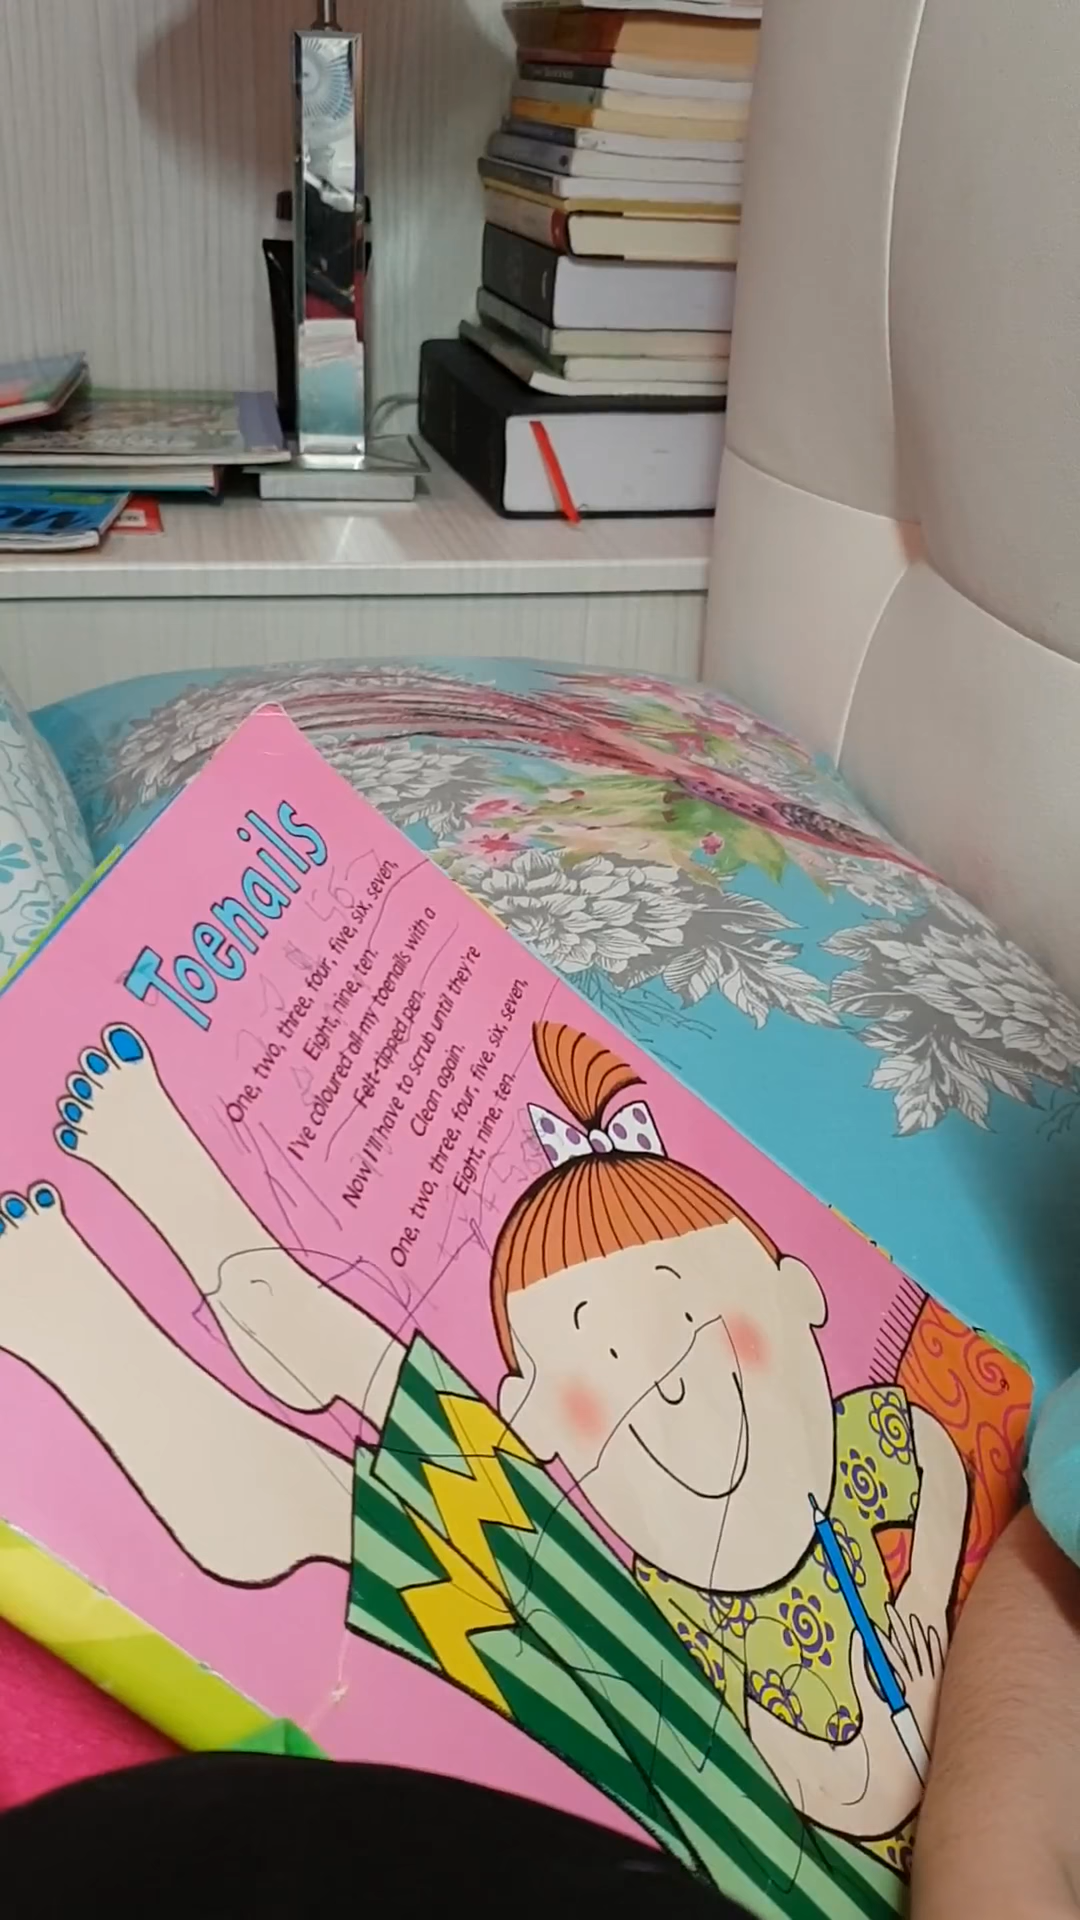 Toenails
One, two, three, four, five, six, seven,
Eight, nine, ten.
I've coloured all my toenails with a
Felt-tipped pen.
Now I'll have to scrub until they're
Clean again.
One, two, three, four, five, six, seven,
Eight, nine, ten.